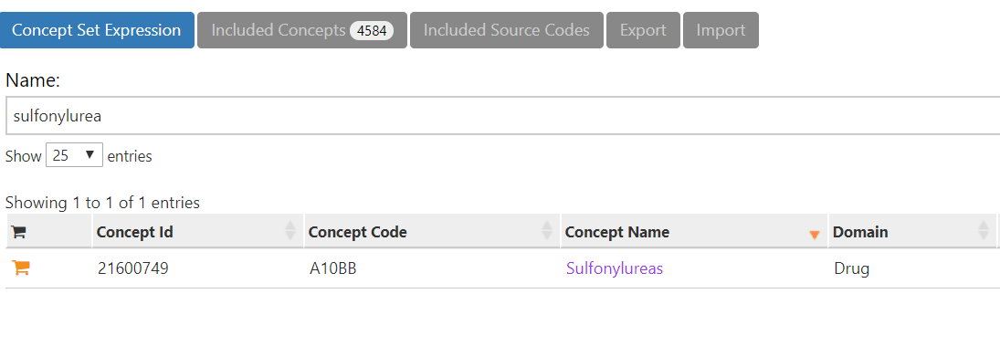 Concept Set Expression Included Concepts 4584 Included Source Codes Export Import
Name:
sulfonylurea
Show 25 entries
Showing 1 to 1 of 1 entries
Concept Id Concept Code Concept Name Domain
21600749 A10BB Sulfonylureas Drug